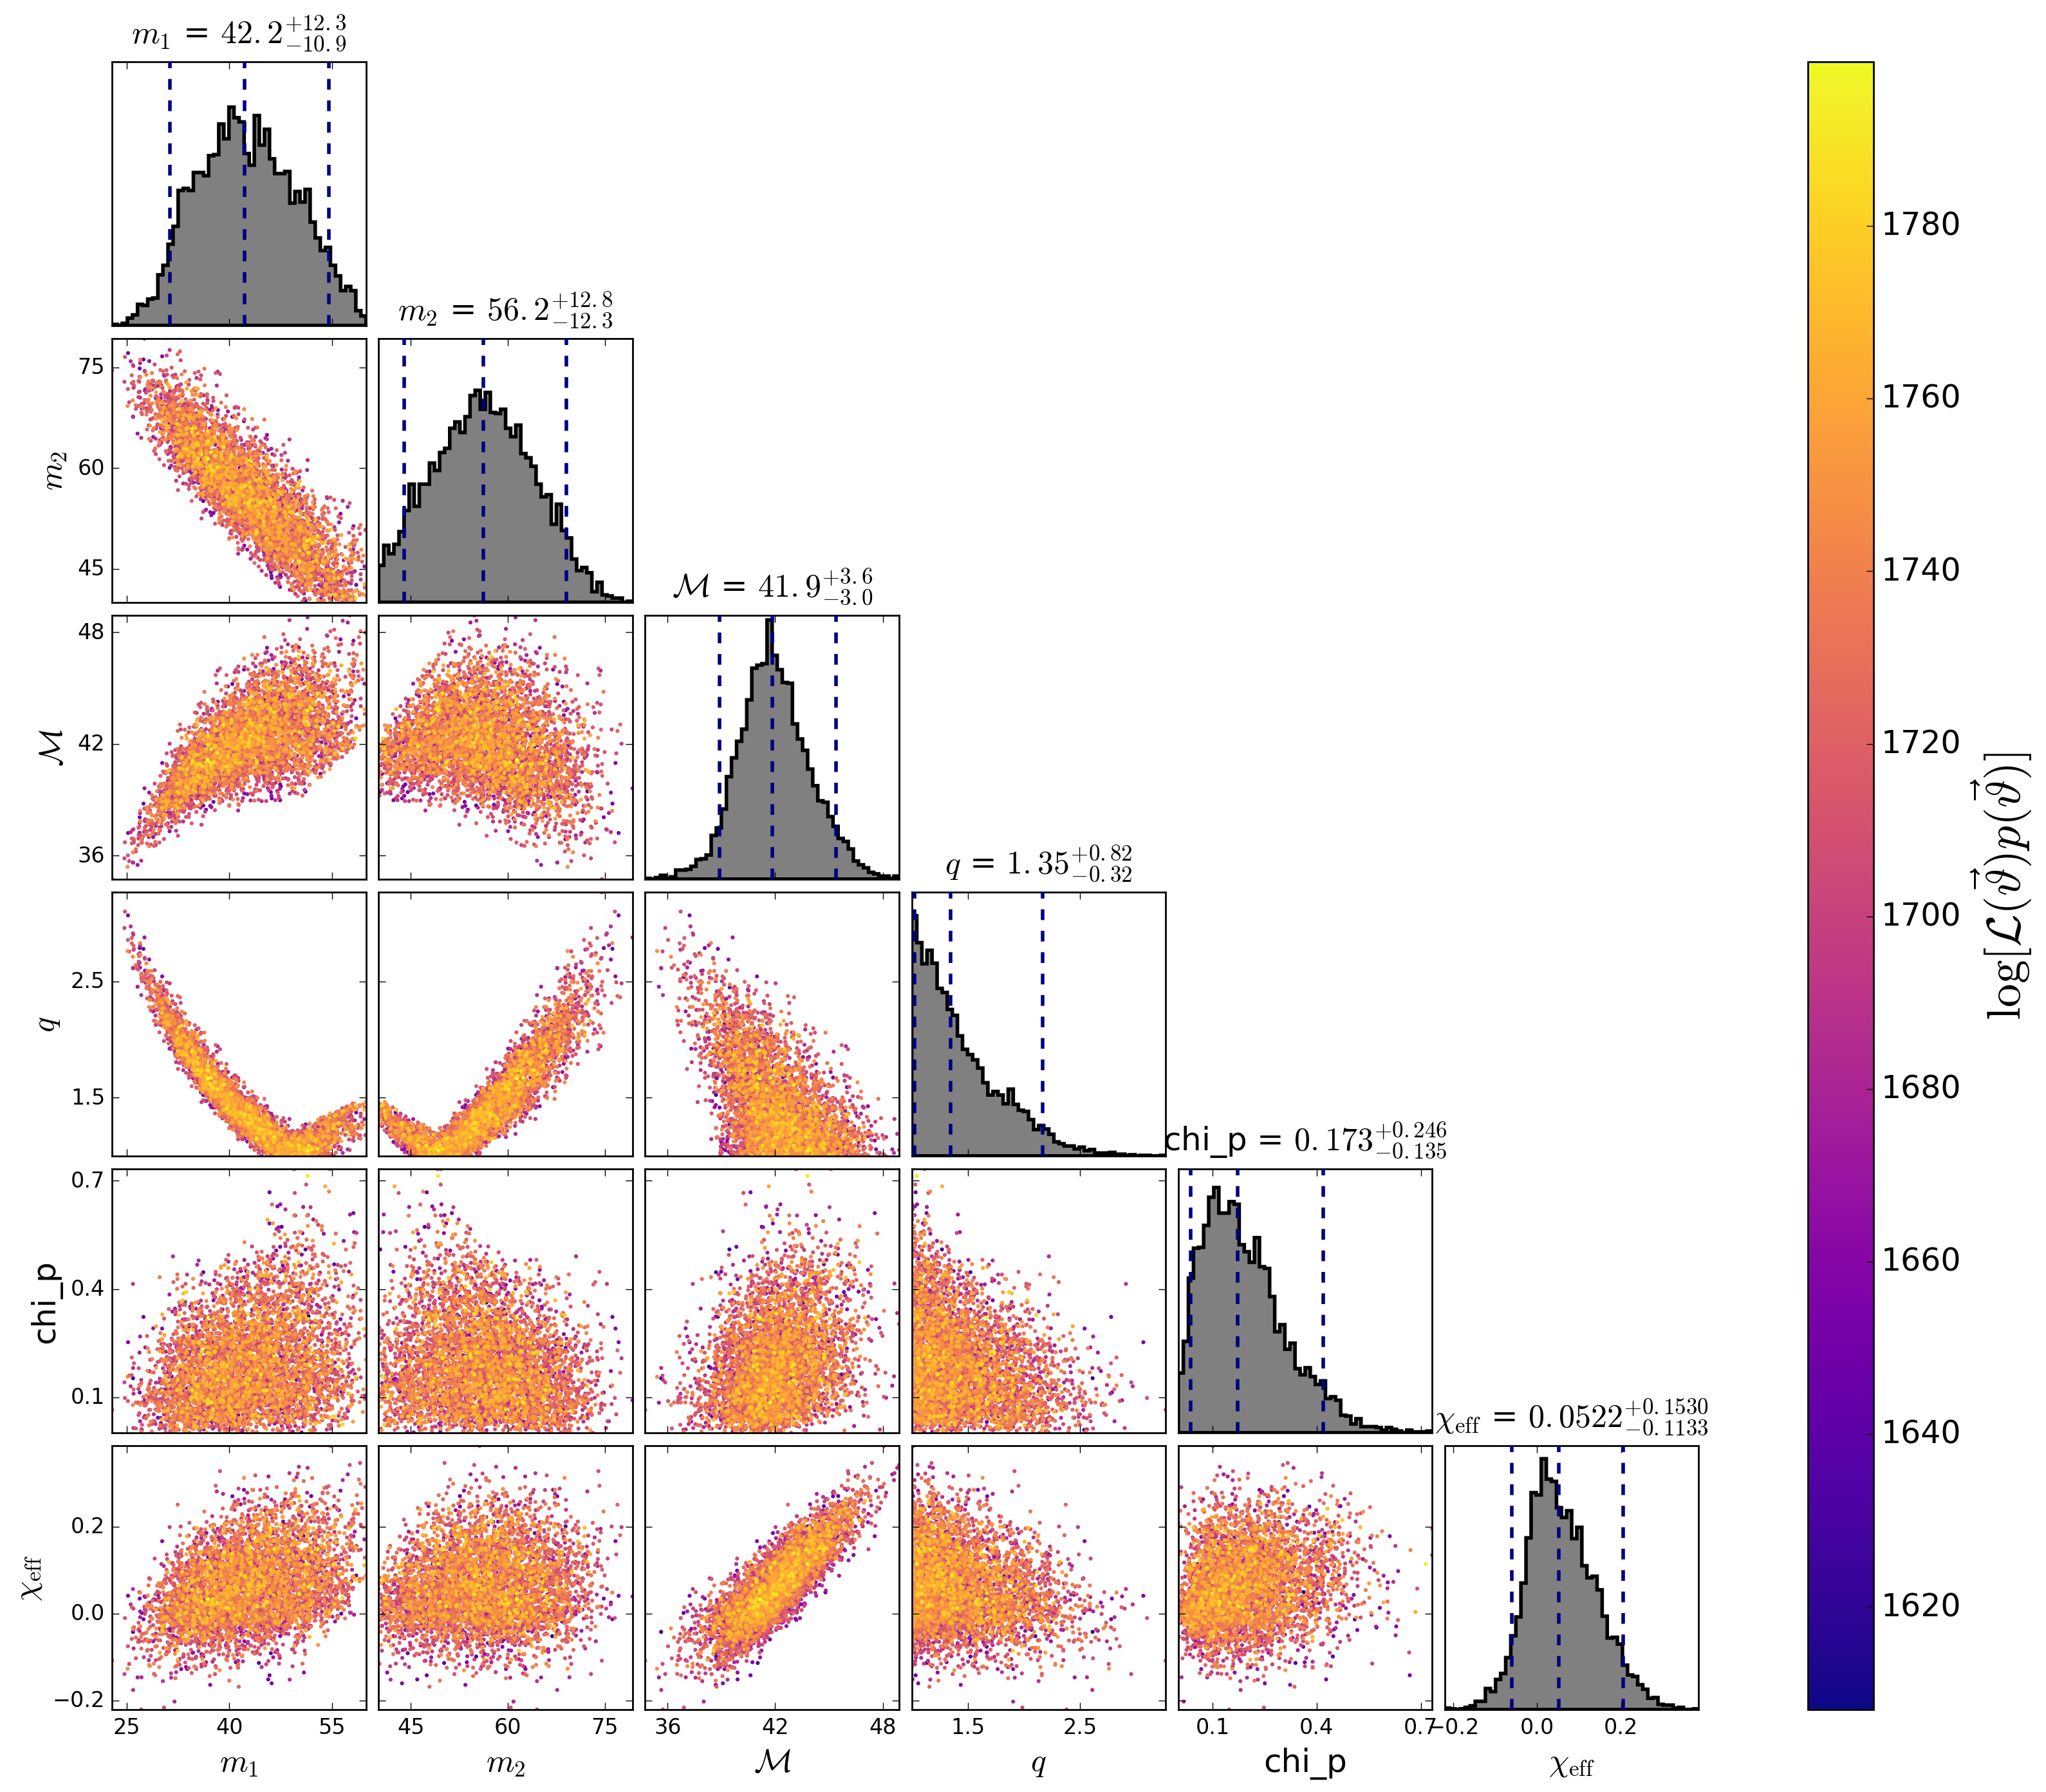 m₁ = 42.2 +12.3 −10.9
m₂ = 56.2 +12.8 −12.3
ℳ = 41.9 +3.6 −3.0
q = 1.35 +0.82 −0.32
chi_p = 0.173 +0.246 −0.135
χeff = 0.0522 +0.1530 −0.1133
75
60
45
m₂
48
42
36
ℳ
2.5
1.5
q
0.7
0.4
0.1
chi_p
0.2
0.0
−0.2
χeff
25 40 55
45 60 75
36 42 48
1.5 2.5
0.1 0.4 0.7
−0.2 0.0 0.2
m₁
m₂
ℳ
q
chi_p
χeff
1780
1760
1740
1720
1700
1680
1660
1640
1620
log[ℒ(ϑ⃗)p(ϑ⃗)]